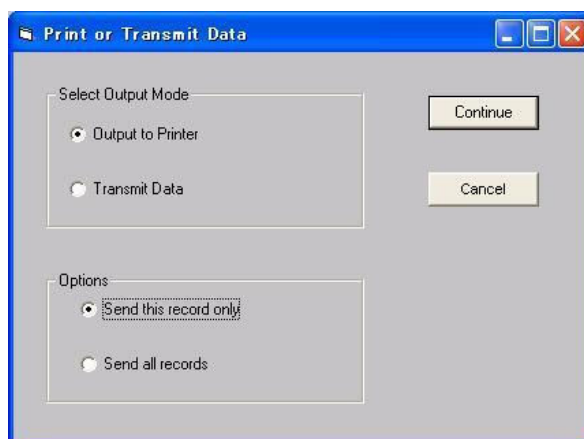 Print or Transmit Data
Select Output Mode
Output to Printer
Transmit Data
Continue
Cancel
Options
Send this record only
Send all records